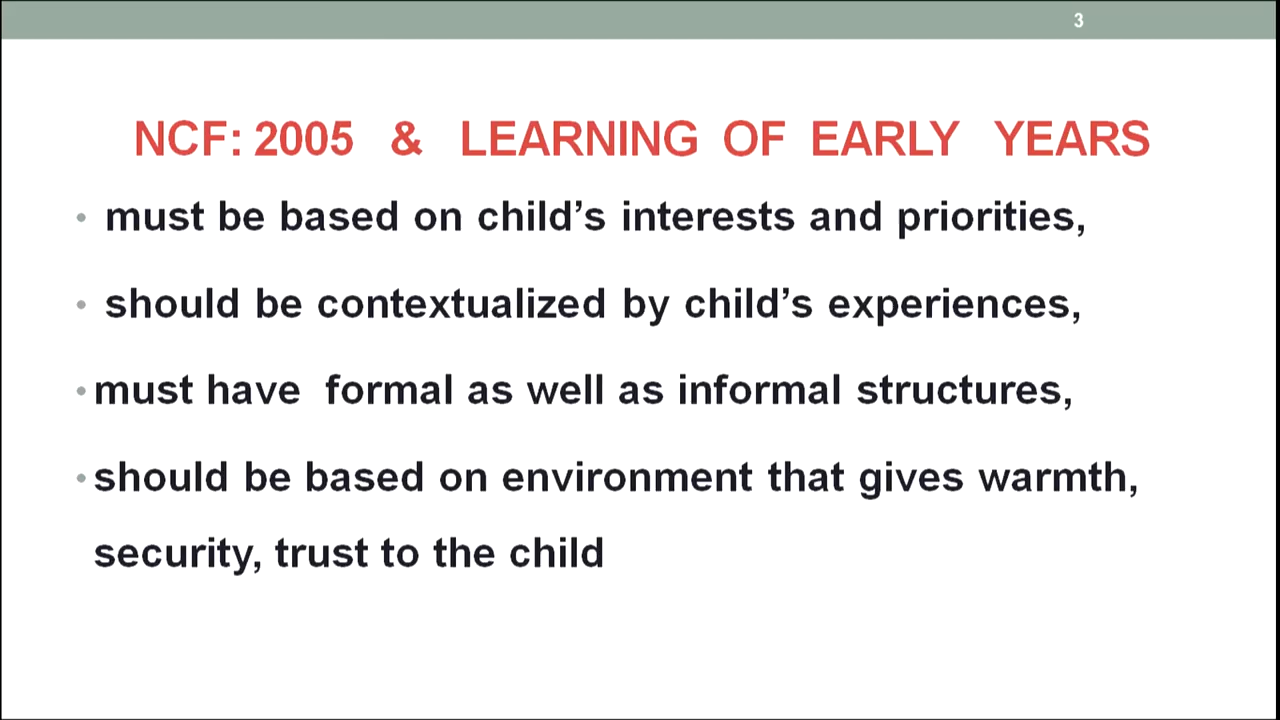 3
NCF: 2005 & LEARNING OF EARLY YEARS
• must be based on child’s interests and priorities,
• should be contextualized by child’s experiences,
• must have formal as well as informal structures,
• should be based on environment that gives warmth,
security, trust to the child